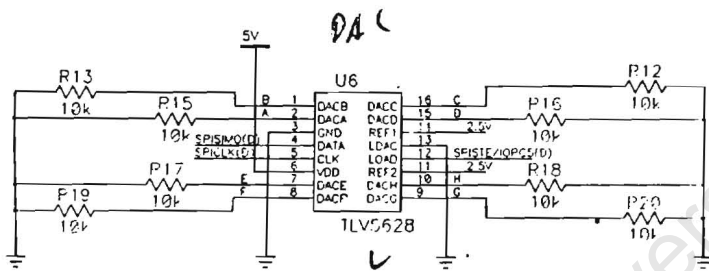 DAC
5V
U6
R13
10k
R15
10k
R17
10k
R19
10k
B 1 DACB
A 2 DACA
3 GND
SPISIMO(D) 4 DATA
SPICLK(D) 5 CLK
6 VDD
E 7 DACE
F 8 DACF
DACC 16 C
DACD 15 D
REF1 11 2.5V
LDAC 13
LOAD 12 SPISTE/IOPC5(D)
REF2 11 2.5V
DACH 10 H
DACG 9 G
TLV5628
R12
10k
R16
10k
R18
10k
R20
10k